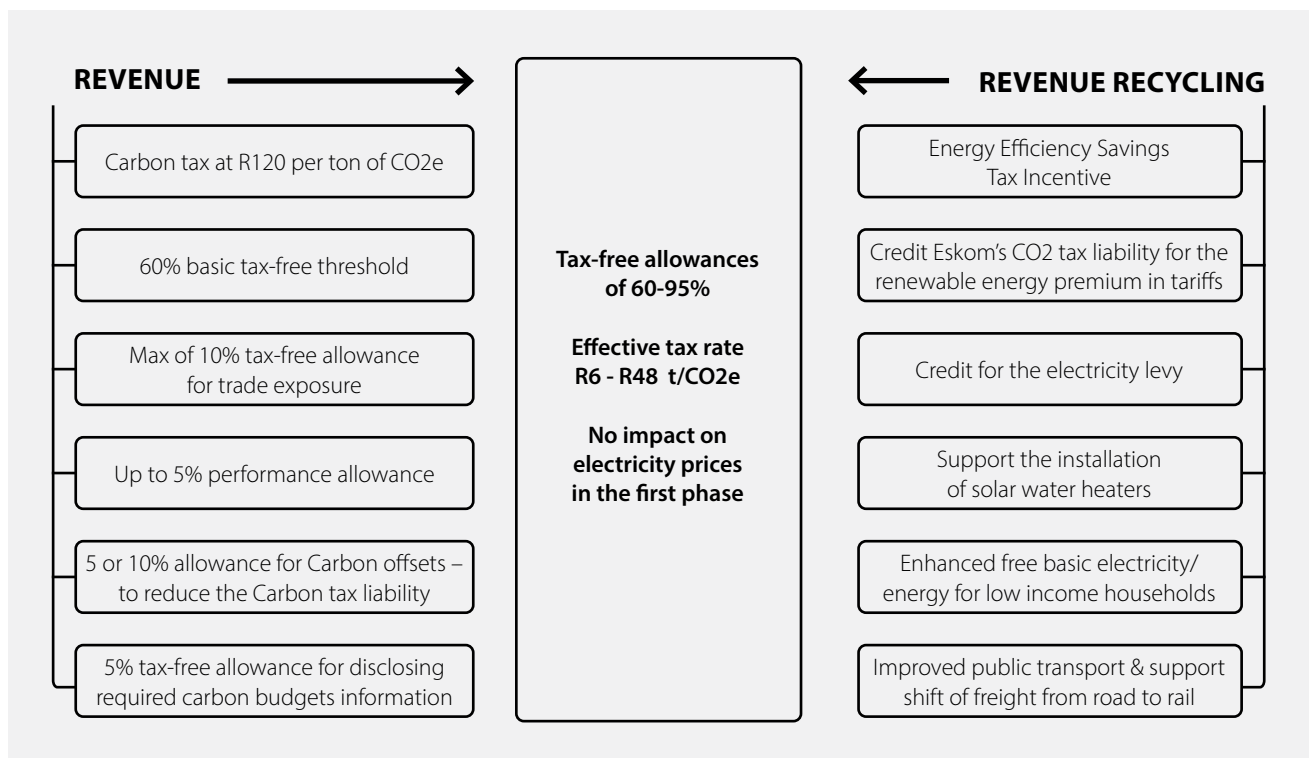 REVENUE
Carbon tax at R120 per ton of CO2e
60% basic tax-free threshold
Max of 10% tax-free allowance
for trade exposure
Up to 5% performance allowance
5 or 10% allowance for Carbon offsets –
to reduce the Carbon tax liability
5% tax-free allowance for disclosing
required carbon budgets information
Tax-free allowances
of 60-95%
Effective tax rate
R6 - R48 t/CO2e
No impact on
electricity prices
in the first phase
REVENUE RECYCLING
Energy Efficiency Savings
Tax Incentive
Credit Eskom's CO2 tax liability for the
renewable energy premium in tariffs
Credit for the electricity levy
Support the installation
of solar water heaters
Enhanced free basic electricity/
energy for low income households
Improved public transport & support
shift of freight from road to rail